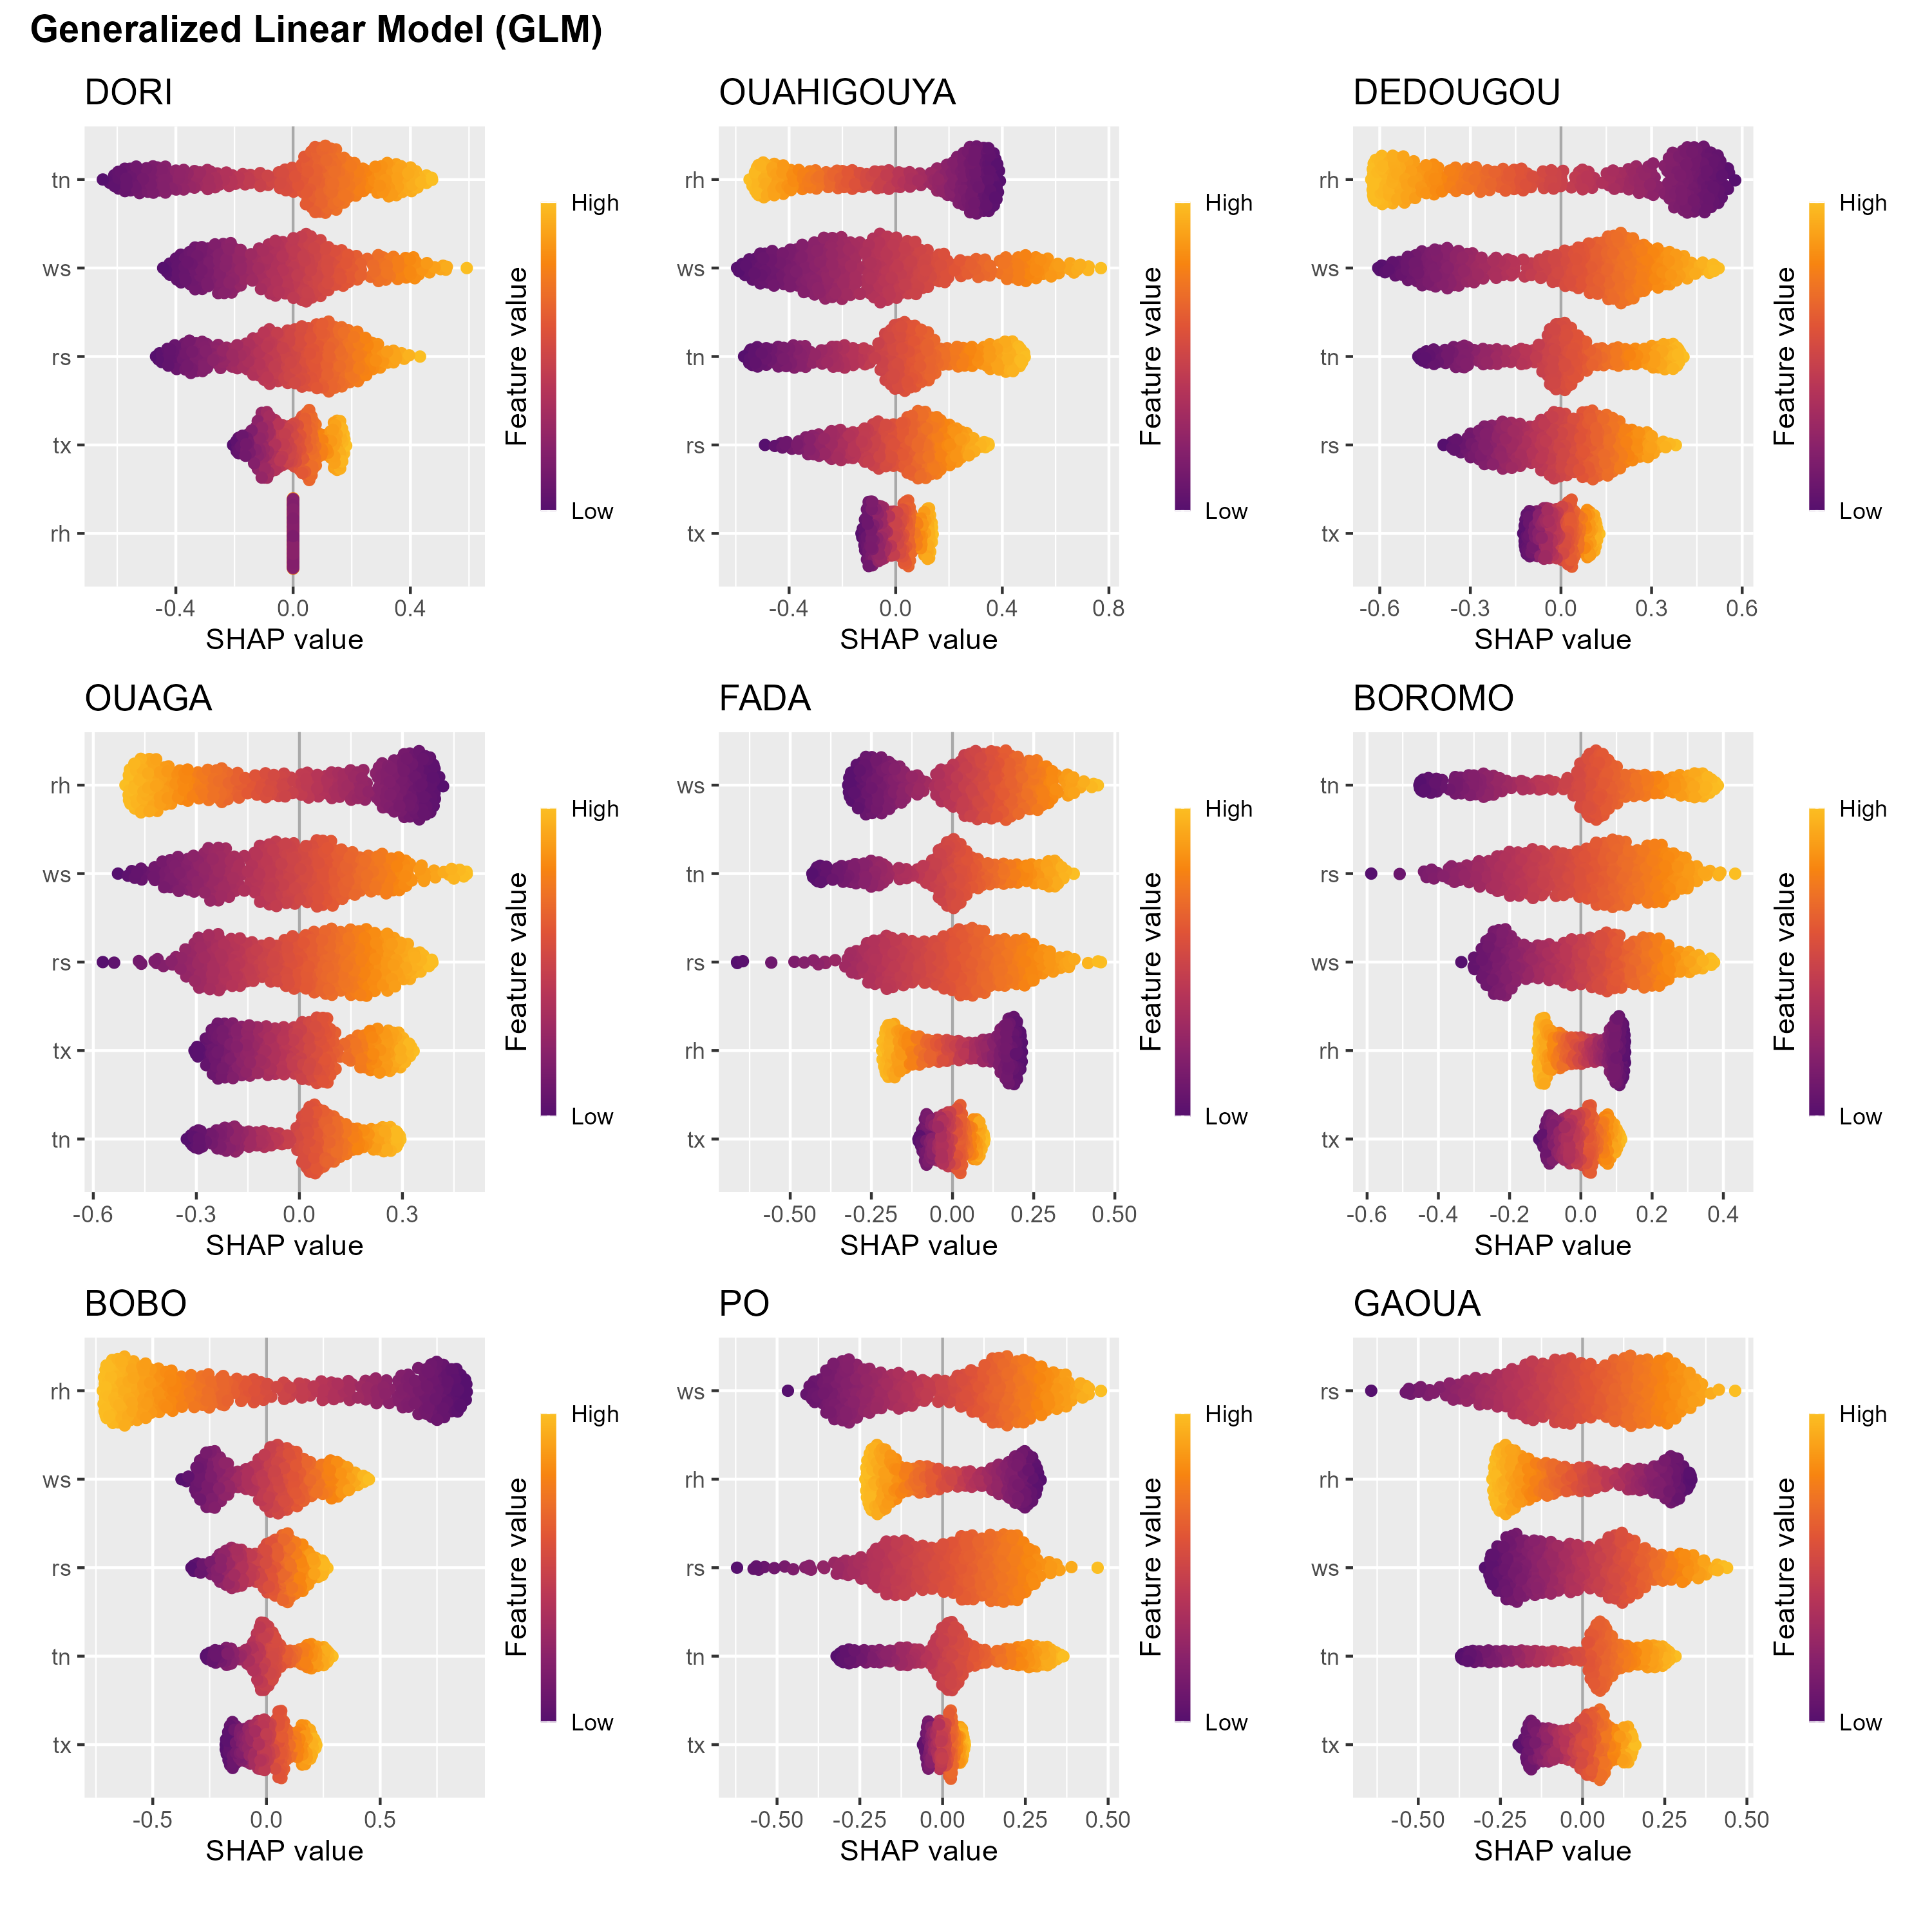 Generalized Linear Model (GLM)
DORI
tn
ws
rs
tx
rh
-0.4 0.0 0.4
SHAP value
Feature value
High
Low
OUAHIGOUYA
rh
ws
tn
rs
tx
-0.4 0.0 0.4 0.8
SHAP value
Feature value
High
Low
DEDOUGOU
rh
ws
tn
rs
tx
-0.6 -0.3 0.0 0.3 0.6
SHAP value
Feature value
High
Low
OUAGA
rh
ws
rs
tx
tn
-0.6 -0.3 0.0 0.3
SHAP value
Feature value
High
Low
FADA
ws
tn
rs
rh
tx
-0.50 -0.25 0.00 0.25 0.50
SHAP value
Feature value
High
Low
BOROMO
tn
rs
ws
rh
tx
-0.6 -0.4 -0.2 0.0 0.2 0.4
SHAP value
Feature value
High
Low
BOBO
rh
ws
rs
tn
tx
-0.5 0.0 0.5
SHAP value
Feature value
High
Low
PO
ws
rh
rs
tn
tx
-0.50 -0.25 0.00 0.25 0.50
SHAP value
Feature value
High
Low
GAOUA
rs
rh
ws
tn
tx
-0.50 -0.25 0.00 0.25 0.50
SHAP value
Feature value
High
Low